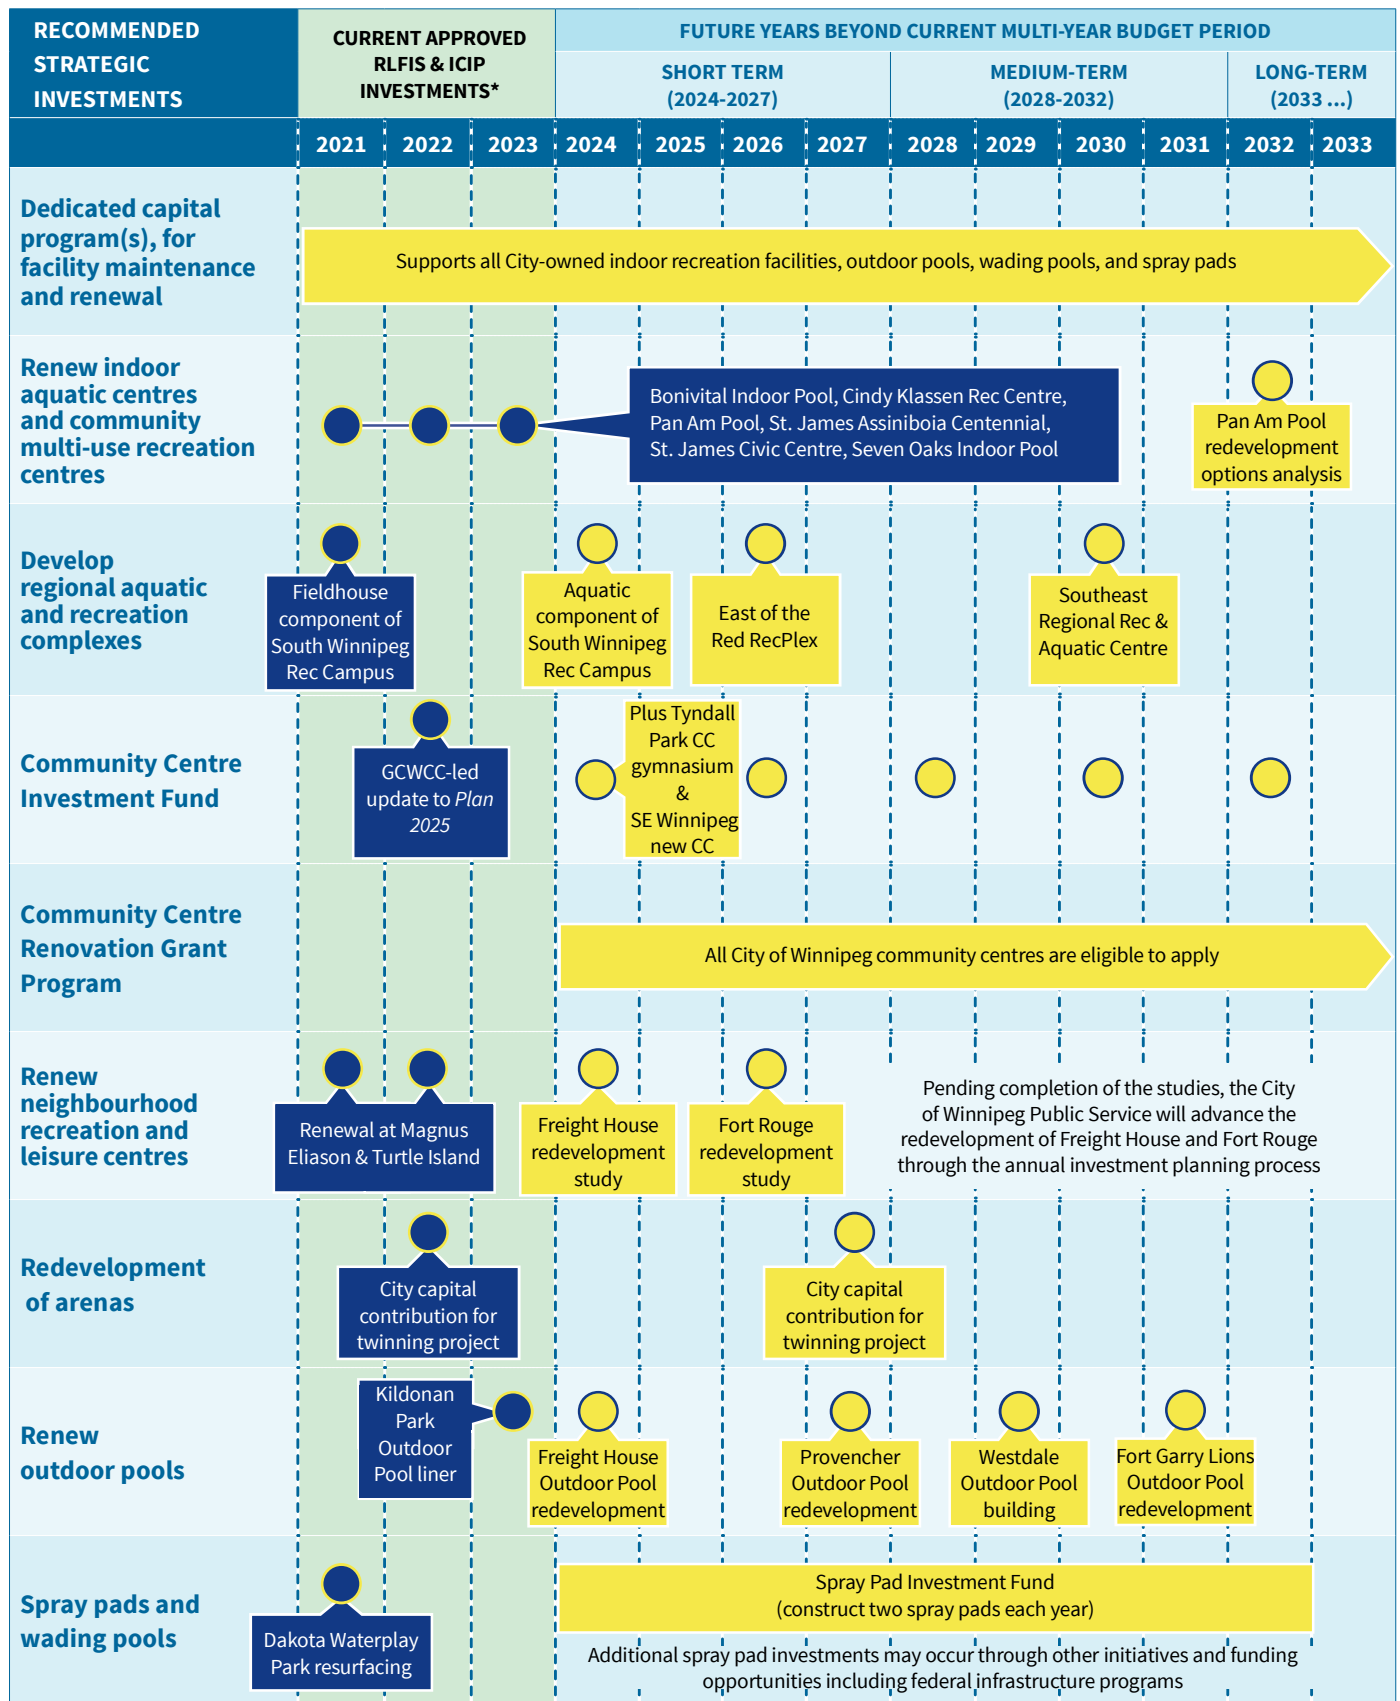 RECOMMENDED
STRATEGIC
INVESTMENTS
CURRENT APPROVED
RLFIS & ICIP
INVESTMENTS*
FUTURE YEARS BEYOND CURRENT MULTI-YEAR BUDGET PERIOD
SHORT TERM
(2024-2027)
MEDIUM-TERM
(2028-2032)
LONG-TERM
(2033 ...)
2021 2022 2023 2024 2025 2026 2027 2028 2029 2030 2031 2032 2033
Dedicated capital
program(s), for
facility maintenance
and renewal
Supports all City-owned indoor recreation facilities, outdoor pools, wading pools, and spray pads
Renew indoor
aquatic centres
and community
multi-use recreation
centres
Bonivital Indoor Pool, Cindy Klassen Rec Centre,
Pan Am Pool, St. James Assiniboia Centennial,
St. James Civic Centre, Seven Oaks Indoor Pool
Pan Am Pool
redevelopment
options analysis
Develop
regional aquatic
and recreation
complexes
Fieldhouse
component of
South Winnipeg
Rec Campus
Aquatic
component of
South Winnipeg
Rec Campus
East of the
Red RecPlex
Southeast
Regional Rec &
Aquatic Centre
Community Centre
Investment Fund
GCWCC-led
update to Plan
2025
Plus Tyndall
Park CC
gymnasium
&
SE Winnipeg
new CC
Community Centre
Renovation Grant
Program
All City of Winnipeg community centres are eligible to apply
Renew
neighbourhood
recreation and
leisure centres
Renewal at Magnus
Eliason & Turtle Island
Freight House
redevelopment
study
Fort Rouge
redevelopment
study
Pending completion of the studies, the City
of Winnipeg Public Service will advance the
redevelopment of Freight House and Fort Rouge
through the annual investment planning process
Redevelopment
of arenas
City capital
contribution for
twinning project
City capital
contribution for
twinning project
Renew
outdoor pools
Kildonan
Park
Outdoor
Pool liner
Freight House
Outdoor Pool
redevelopment
Provencher
Outdoor Pool
redevelopment
Westdale
Outdoor Pool
building
Fort Garry Lions
Outdoor Pool
redevelopment
Spray pads and
wading pools
Dakota Waterplay
Park resurfacing
Spray Pad Investment Fund
(construct two spray pads each year)
Additional spray pad investments may occur through other initiatives and funding
opportunities including federal infrastructure programs